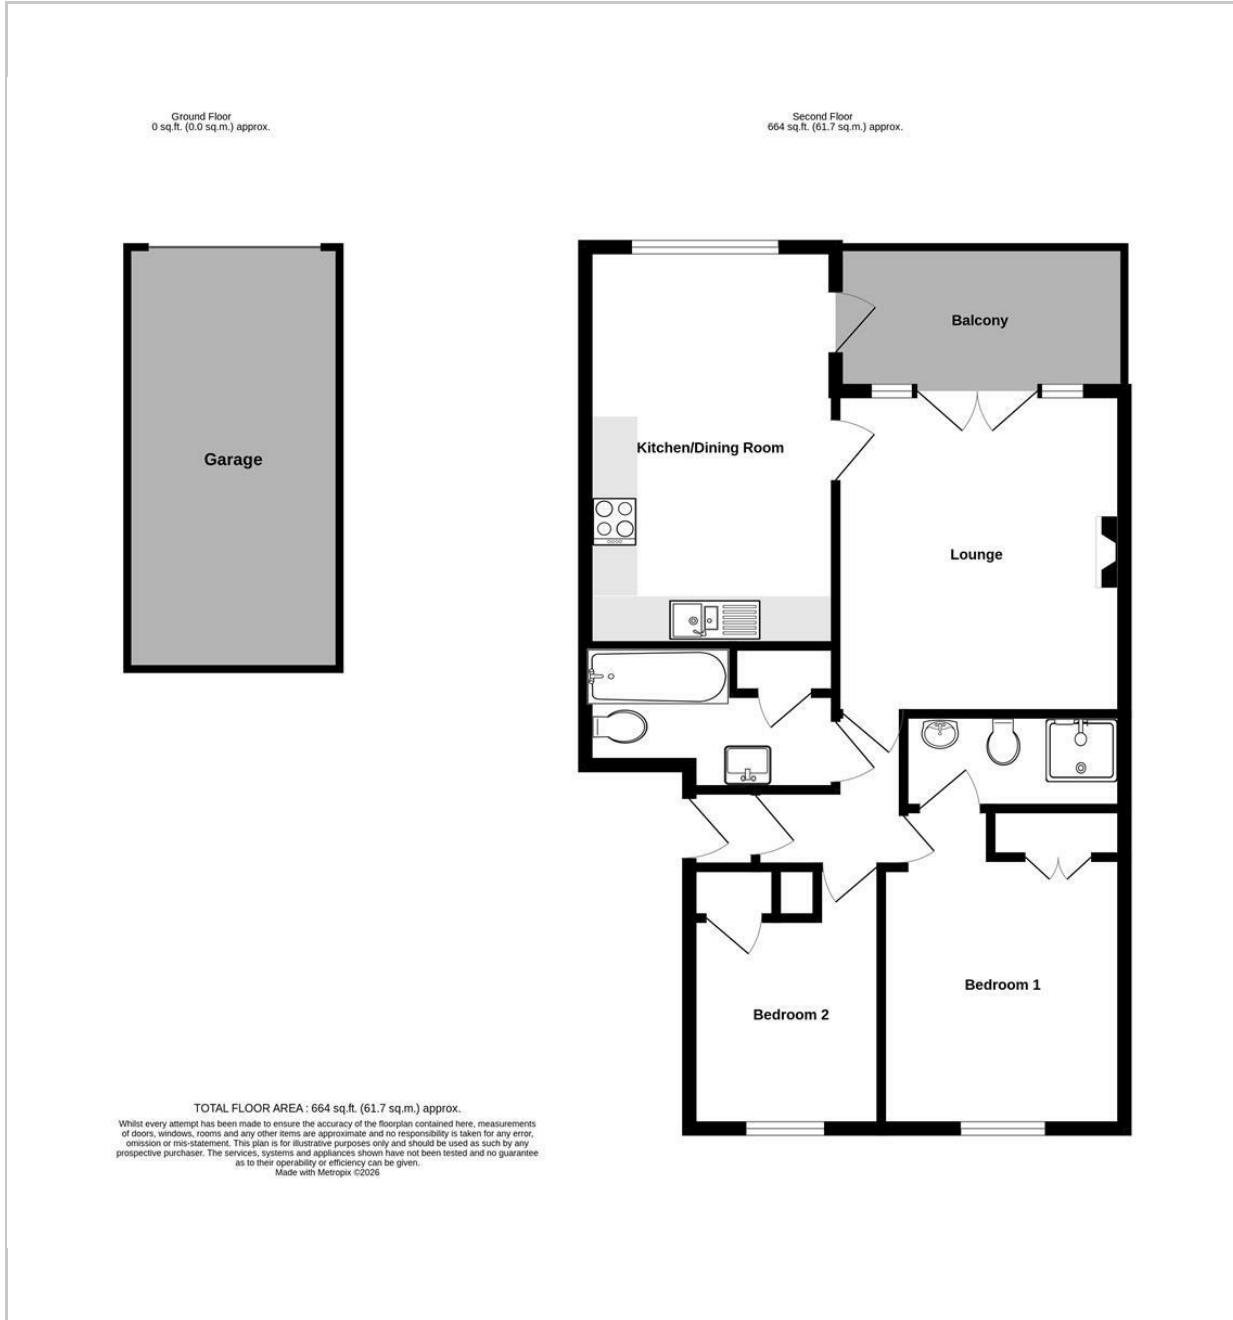 Ground Floor
0 sq.ft. (0.0 sq.m.) approx.
Second Floor
664 sq.ft. (61.7 sq.m.) approx.
Balcony
Kitchen/Dining Room
Garage
Lounge
Bedroom 1
Bedroom 2
TOTAL FLOOR AREA : 664 sq.ft. (61.7 sq.m.) approx.
Whilst every attempt has been made to ensure the accuracy of the floorplan contained here, measurements
of doors, windows, rooms and any other items are approximate and no responsibility is taken for any error,
omission or mis-statement. This plan is for illustrative purposes only and should be used as such by any
prospective purchaser. The services, systems and appliances shown have not been tested and no guarantee
as to their operability or efficiency can be given.
Made with Metropix ©2026